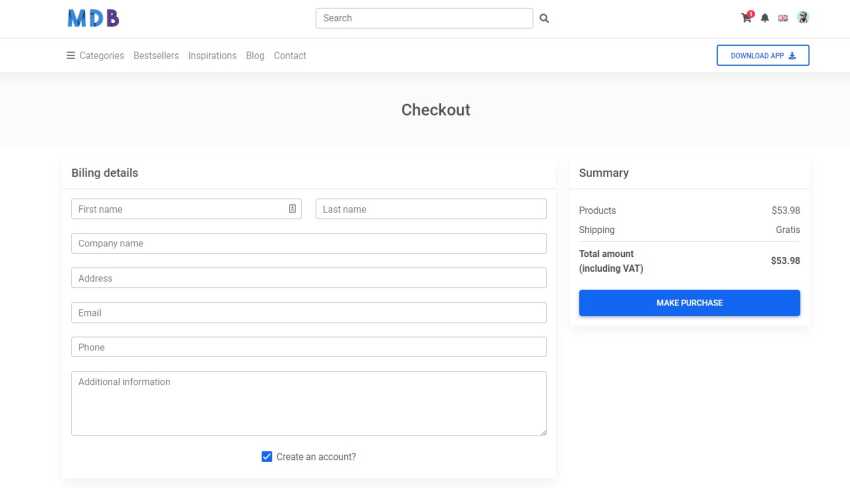 MDB
Search
1
Categories Bestsellers Inspirations Blog Contact
DOWNLOAD APP
Checkout
Biling details
First name
Last name
Company name
Address
Email
Phone
Additional information
Create an account?
Summary
Products $53.98
Shipping Gratis
Total amount
(including VAT) $53.98
MAKE PURCHASE